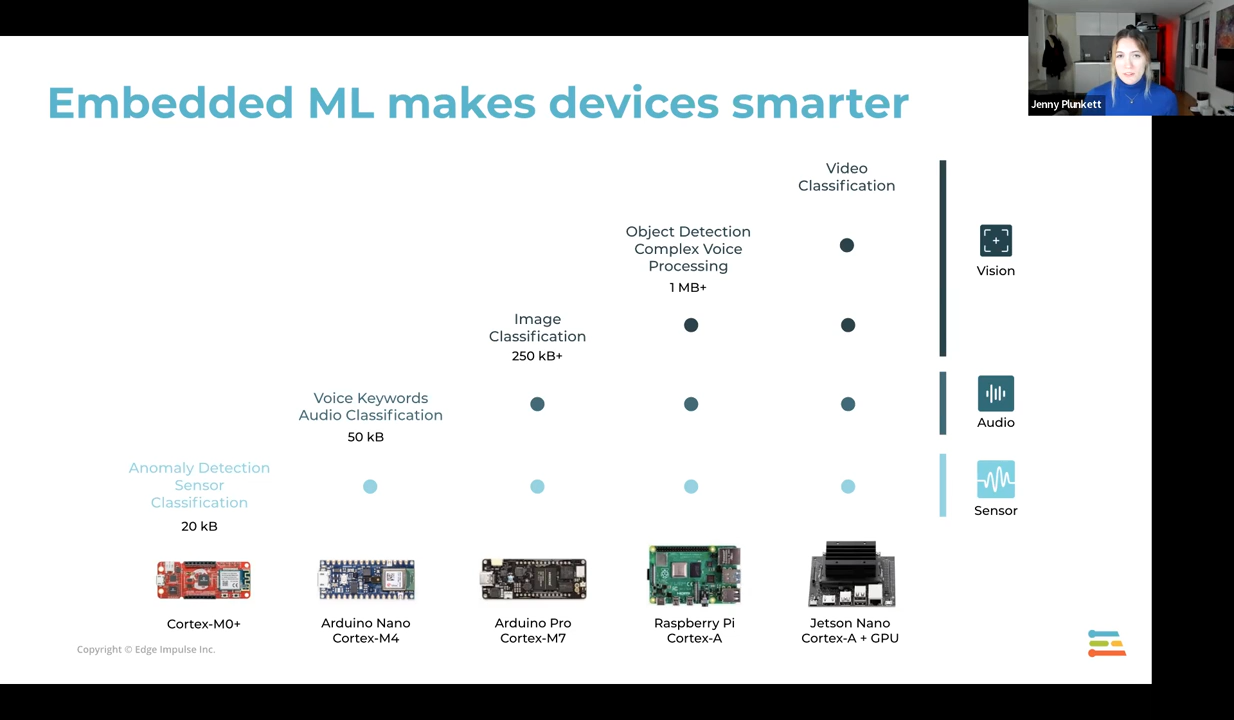 Embedded ML makes devices smarter
Jenny Plunkett
Video
Classification
Object Detection
Complex Voice
Processing
1 MB+
Image
Classification
250 kB+
Voice Keywords
Audio Classification
50 kB
Anomaly Detection
Sensor
Classification
20 kB
Vision
Audio
Sensor
Cortex-M0+
Arduino Nano
Cortex-M4
Arduino Pro
Cortex-M7
Raspberry Pi
Cortex-A
Jetson Nano
Cortex-A + GPU
Copyright © Edge Impulse Inc.